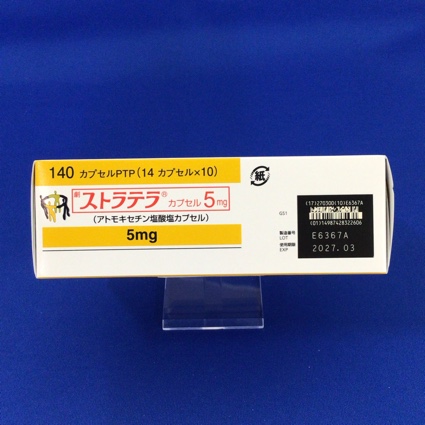 140 カプセルPTP(14 カプセル×10)
劇 ストラテラ® カプセル 5mg
(アトモキセチン塩酸塩カプセル)
5mg
紙
(17)270300(10)E6367A
(01)14987428322606
GS1
製造番号
LOT
E6367A
使用期限
EXP
2027.03